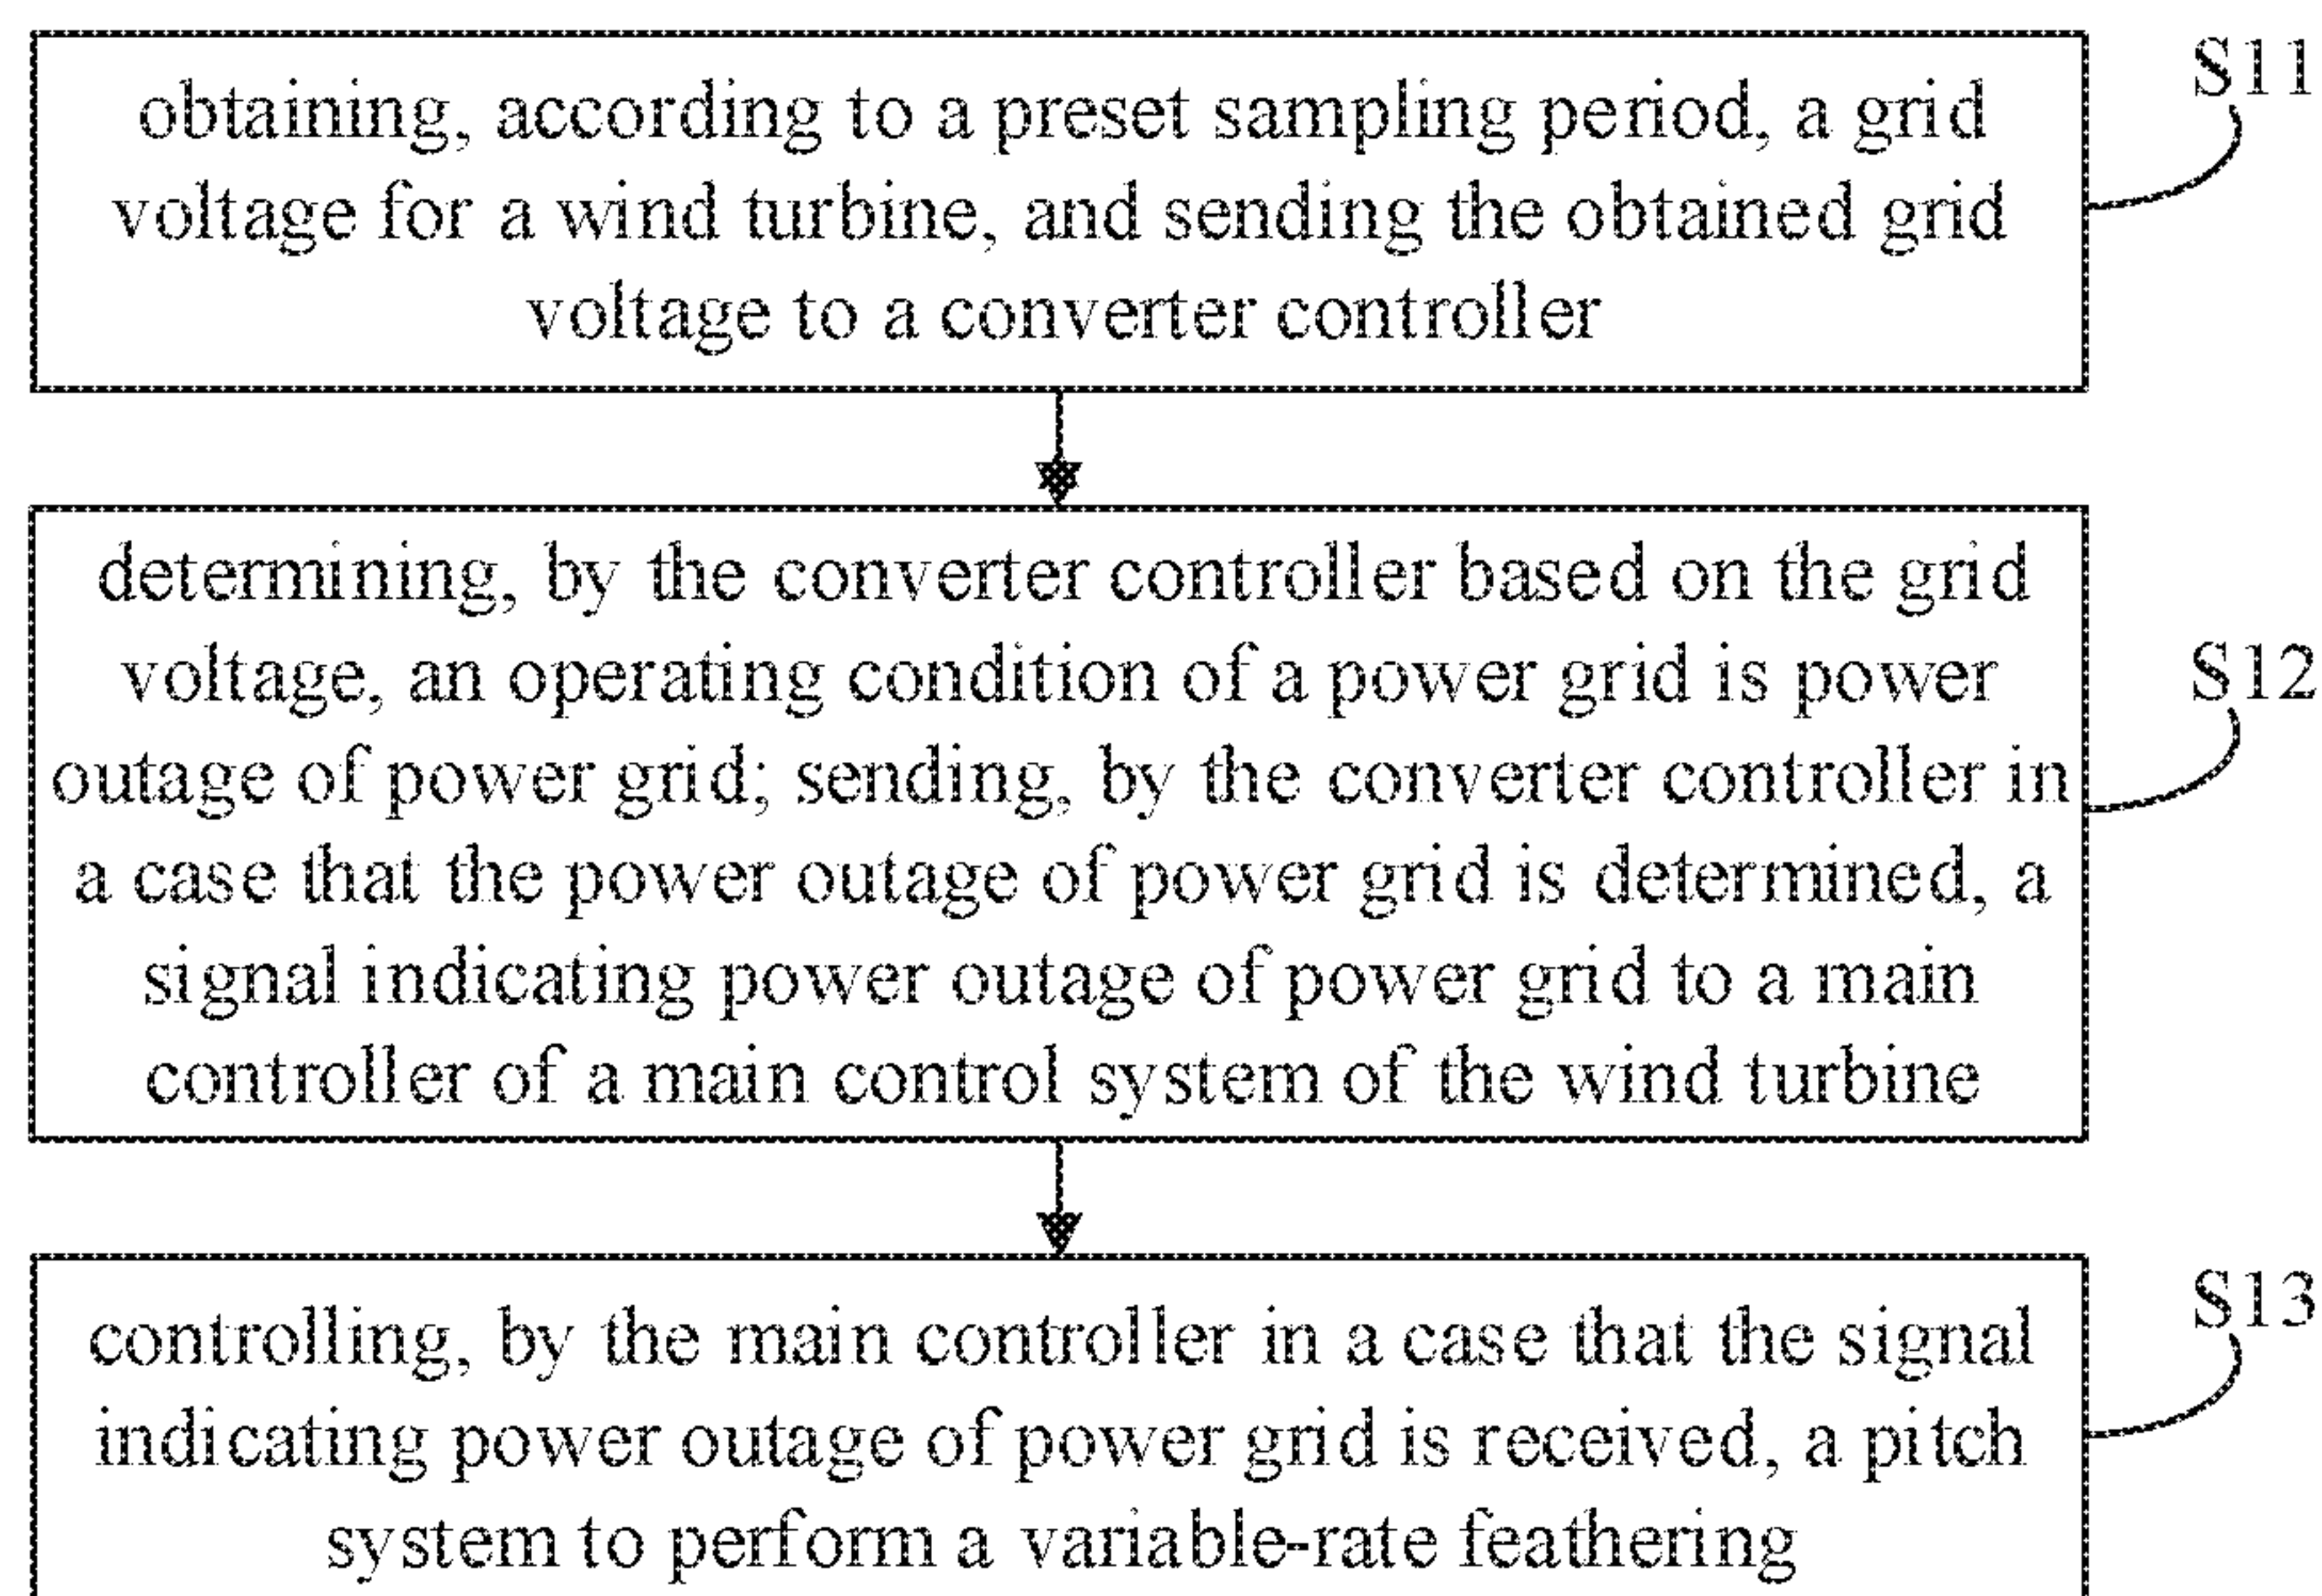 obtaining, according to a preset sampling period, a grid
voltage for a wind turbine, and sending the obtained grid
voltage to a converter controller
S11
determining, by the converter controller based on the grid
voltage, an operating condition of a power grid is power
outage of power grid; sending, by the converter controller in
a case that the power outage of power grid is determined, a
signal indicating power outage of power grid to a main
controller of a main control system of the wind turbine
S12
controlling, by the main controller in a case that the signal
indicating power outage of power grid is received, a pitch
system to perform a variable-rate feathering
S13